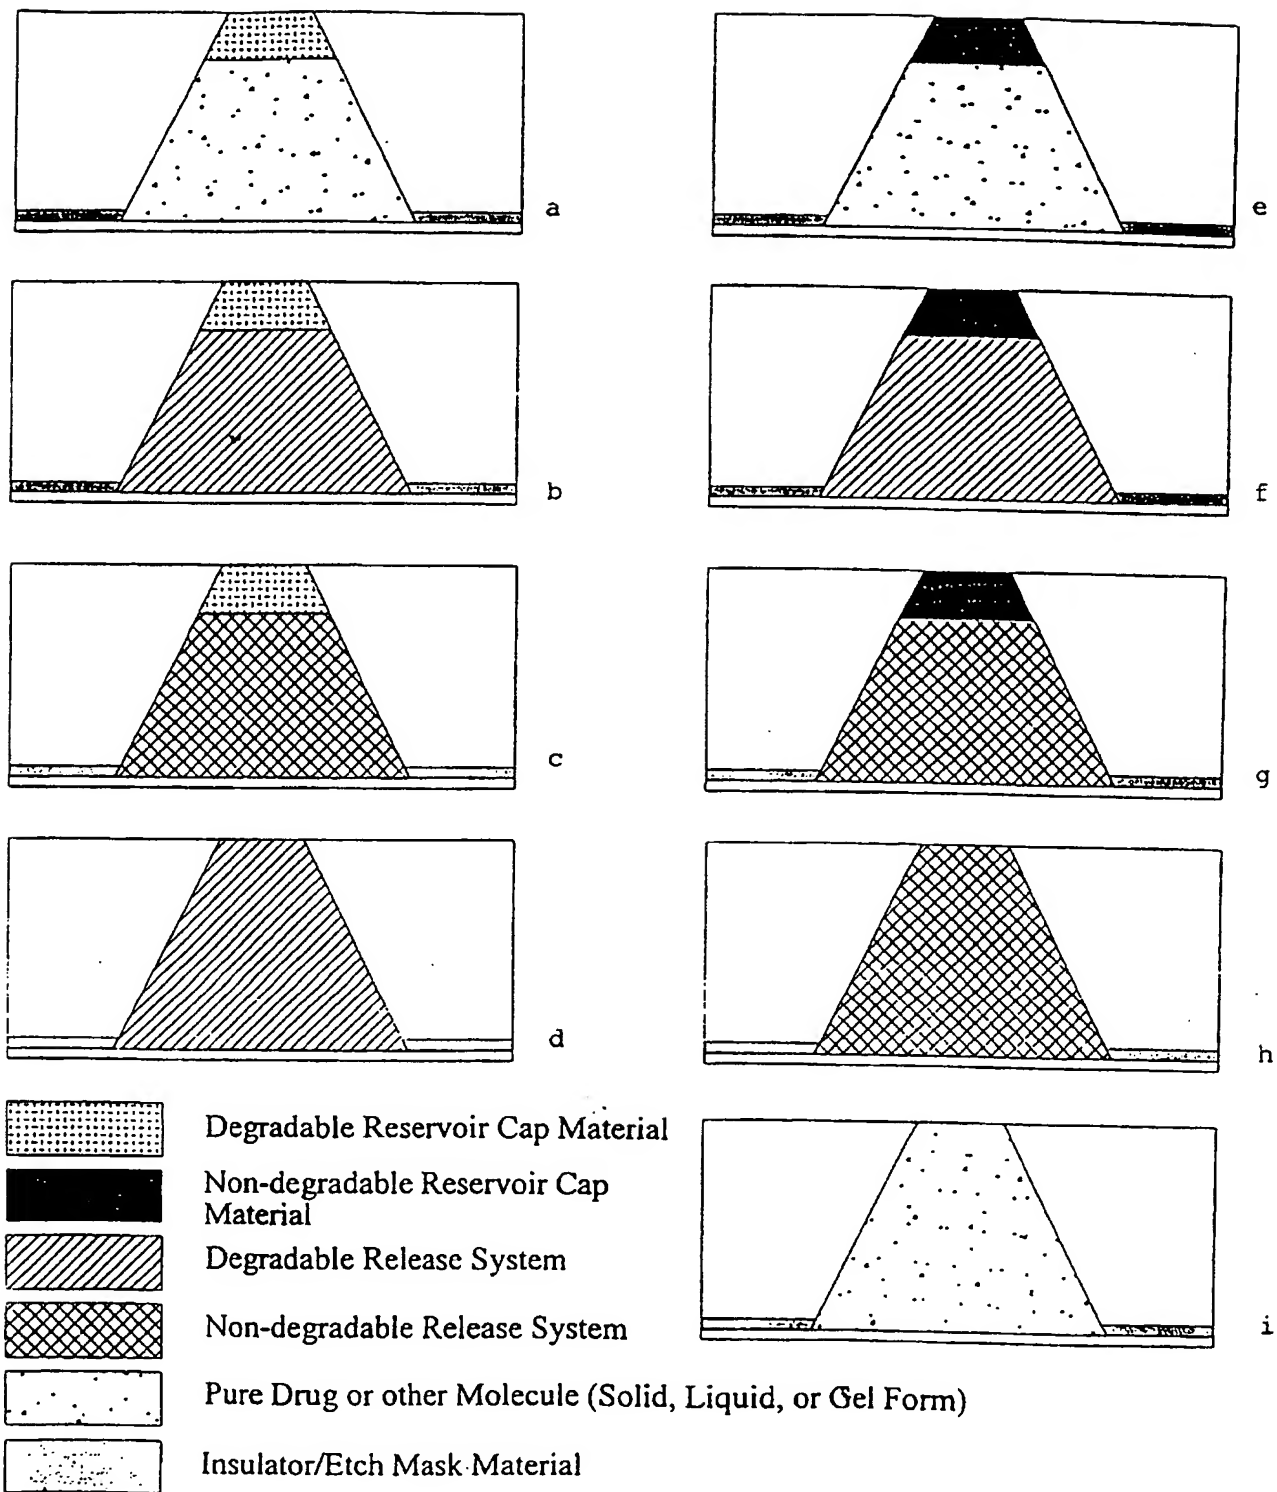 a
e
b
f
c
g
d
h
Degradable Reservoir Cap Material
Non-degradable Reservoir Cap
Material
Degradable Release System
Non-degradable Release System
i
Pure Drug or other Molecule (Solid, Liquid, or Gel Form)
Insulator/Etch Mask Material